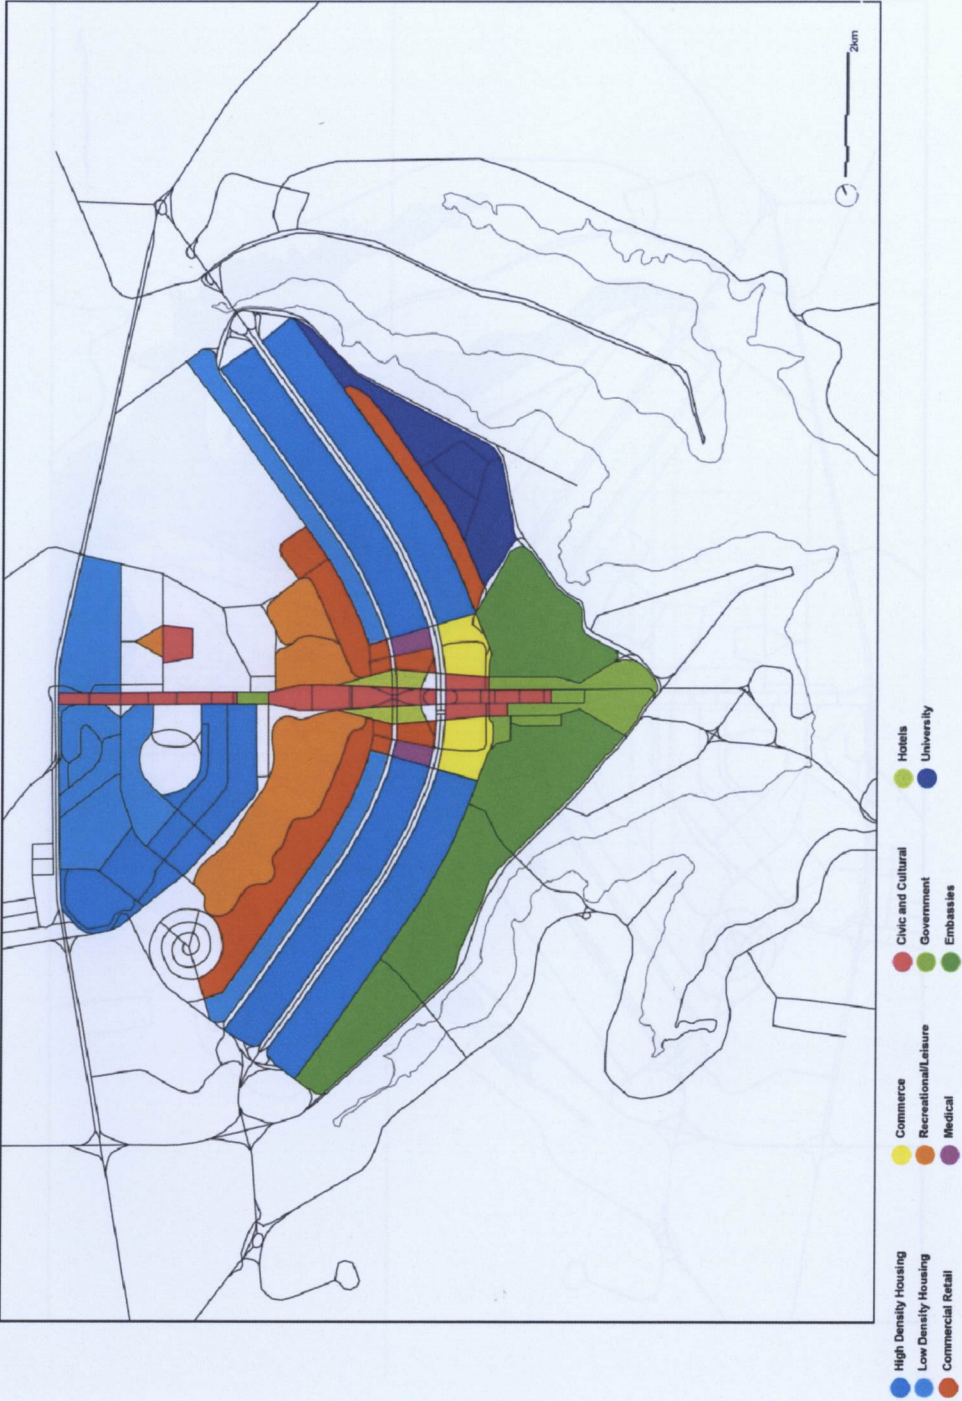 2km
High Density Housing
Low Density Housing
Commercial Retail
Commerce
Recreational/Leisure
Medical
Civic and Cultural
Government
Embassies
Hotels
University